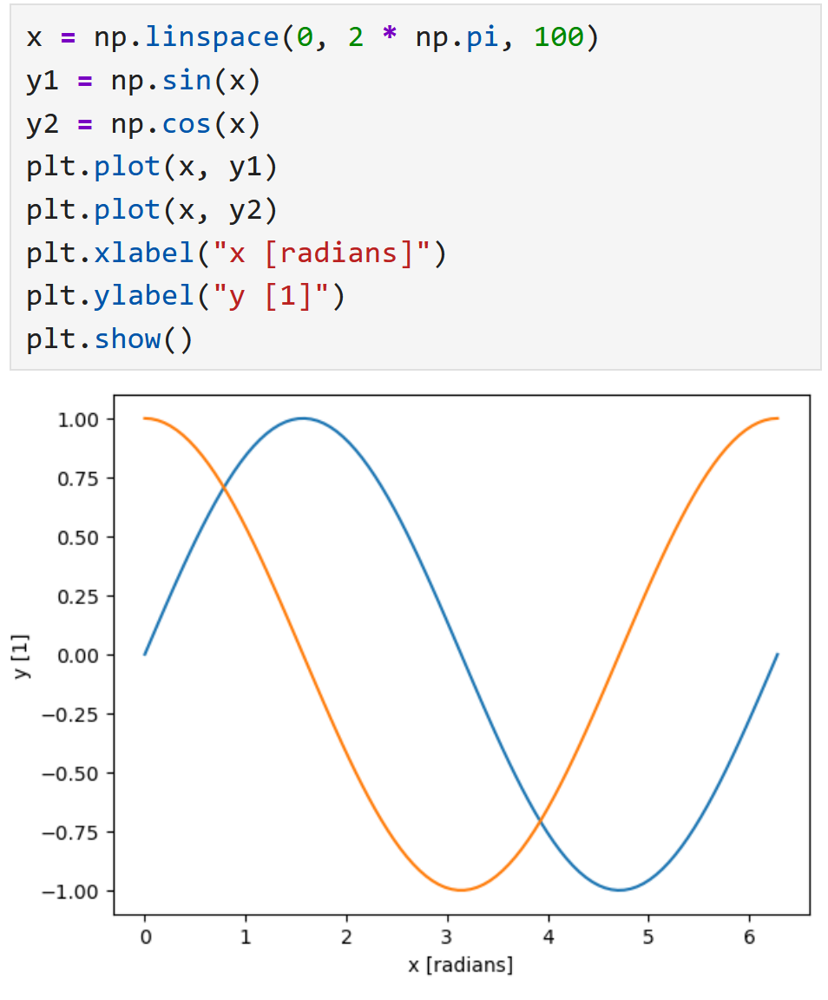 x = np.linspace(0, 2 * np.pi, 100)
y1 = np.sin(x)
y2 = np.cos(x)
plt.plot(x, y1)
plt.plot(x, y2)
plt.xlabel("x [radians]")
plt.ylabel("y [1]")
plt.show()
1.00
0.75
0.50
0.25
0.00
−0.25
−0.50
−0.75
−1.00
y [1]
0 1 2 3 4 5 6
x [radians]